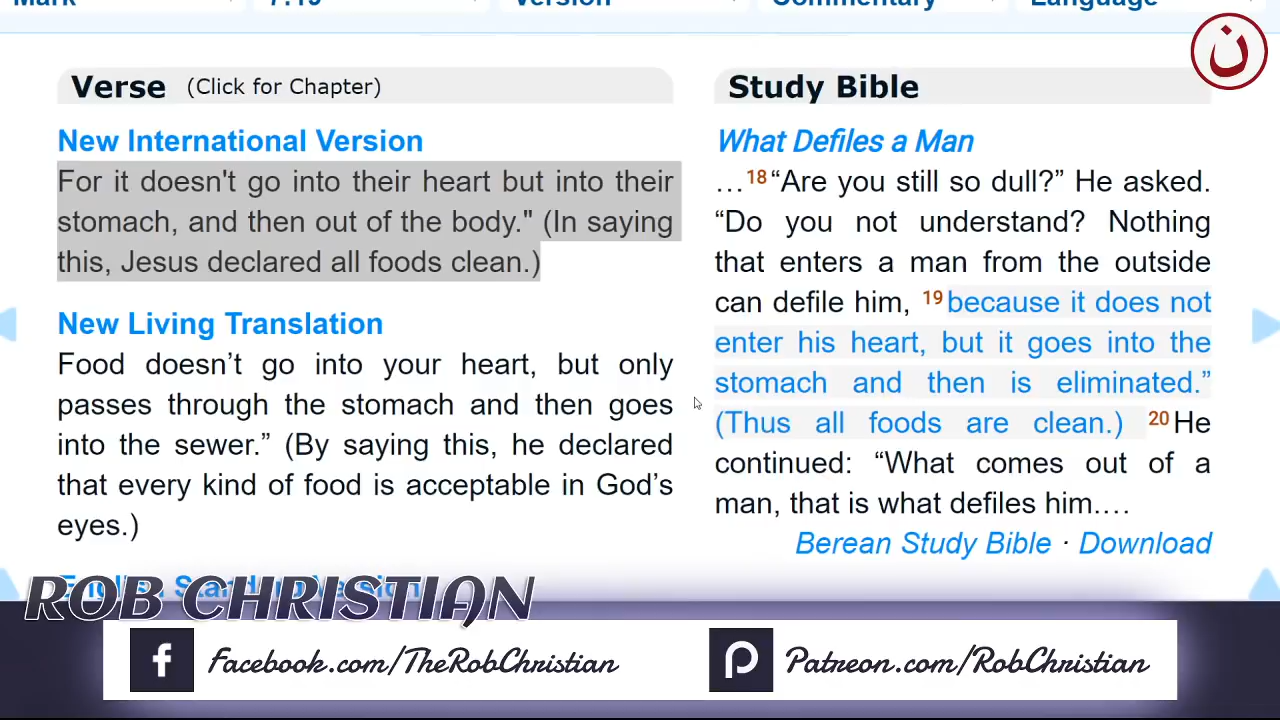 Mark 7:19 Version Commentary Language
ن
Verse (Click for Chapter)
New International Version
For it doesn't go into their heart but into their
stomach, and then out of the body." (In saying
this, Jesus declared all foods clean.)
New Living Translation
Food doesn’t go into your heart, but only
passes through the stomach and then goes
into the sewer.” (By saying this, he declared
that every kind of food is acceptable in God’s
eyes.)
English Standard Version
Study Bible
What Defiles a Man
…18“Are you still so dull?” He asked.
“Do you not understand? Nothing
that enters a man from the outside
can defile him, 19because it does not
enter his heart, but it goes into the
stomach and then is eliminated.”
(Thus all foods are clean.) 20He
continued: “What comes out of a
man, that is what defiles him.…
Berean Study Bible · Download
ROB CHRISTIAN
f Facebook.com/TheRobChristian
Patreon.com/RobChristian